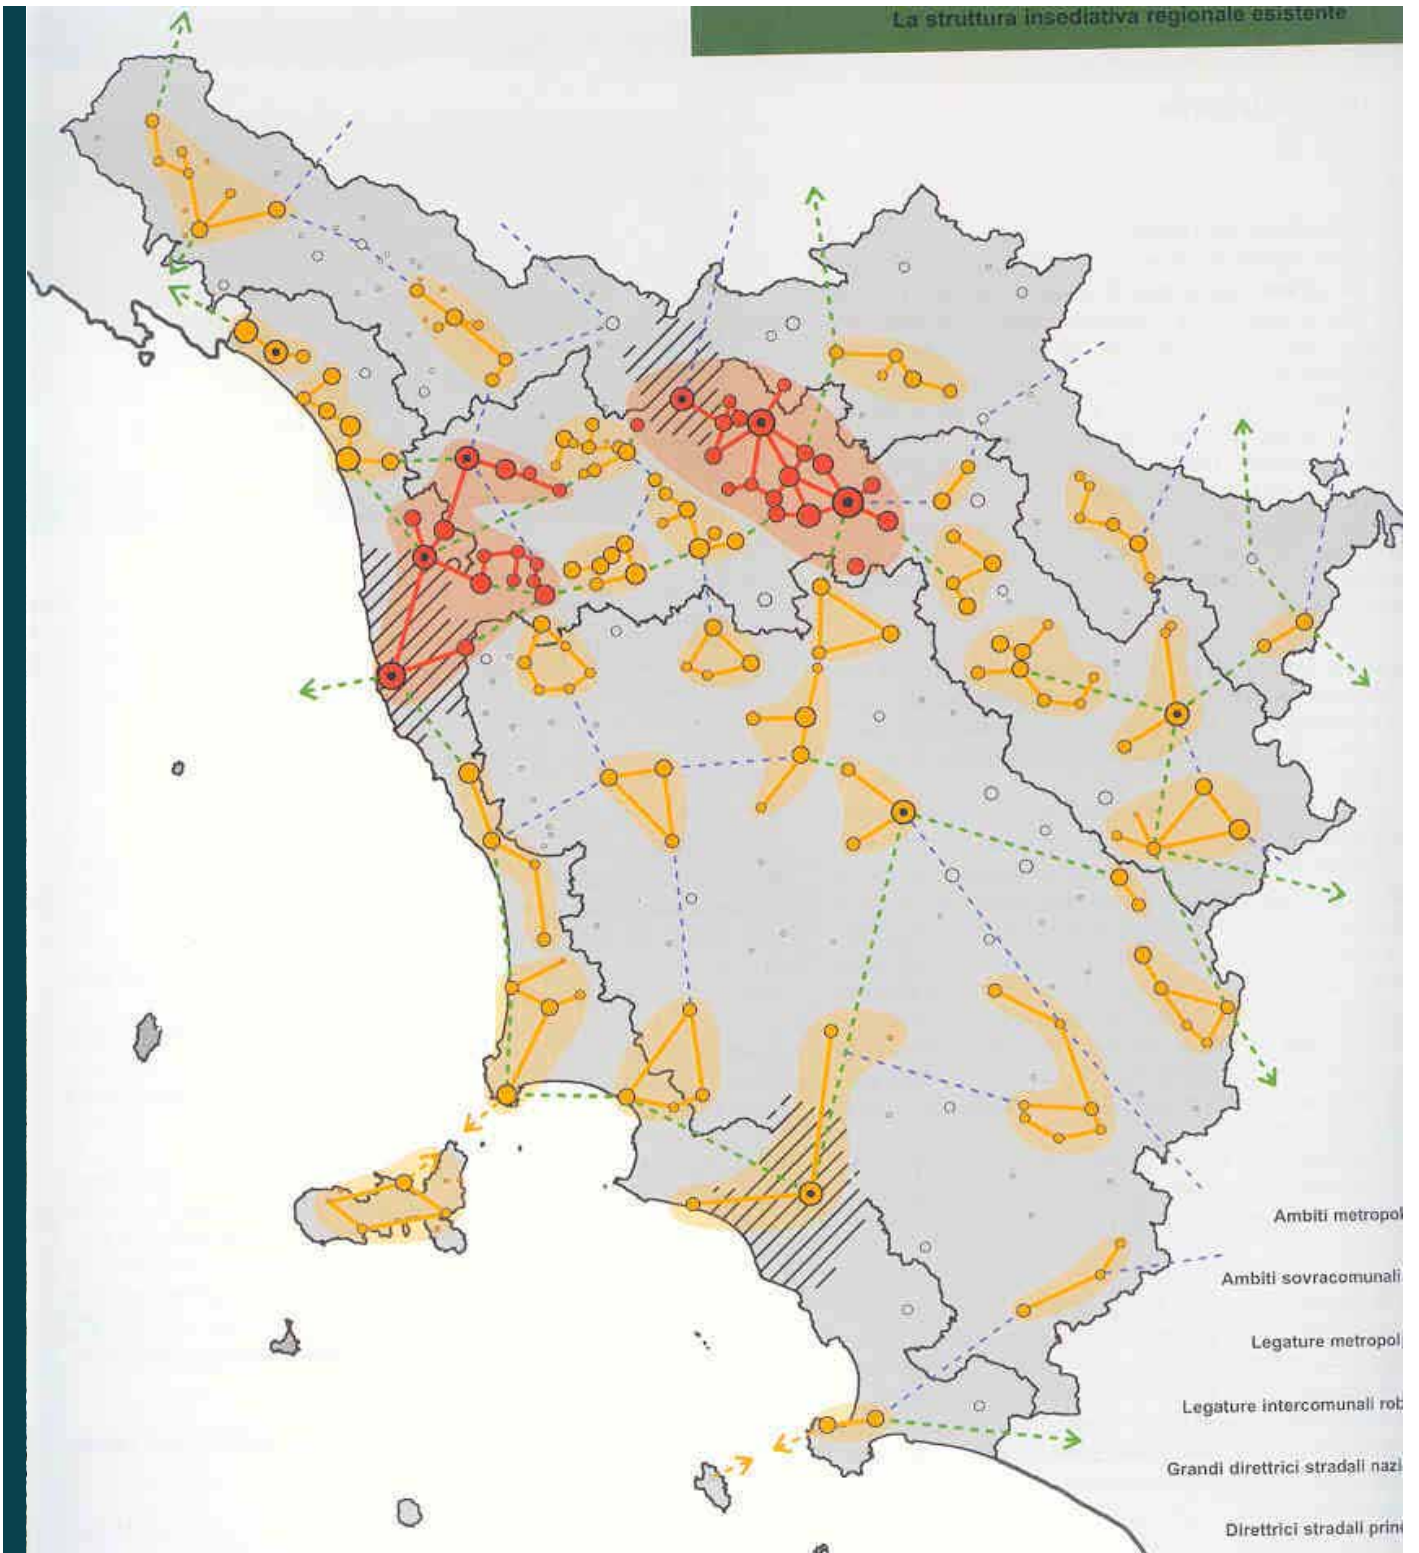 La struttura insediativa regionale esistente
Ambiti metropol
Ambiti sovracomunali
Legature metropol
Legature intercomunali rob
Grandi direttrici stradali nazi
Direttrici stradali prin